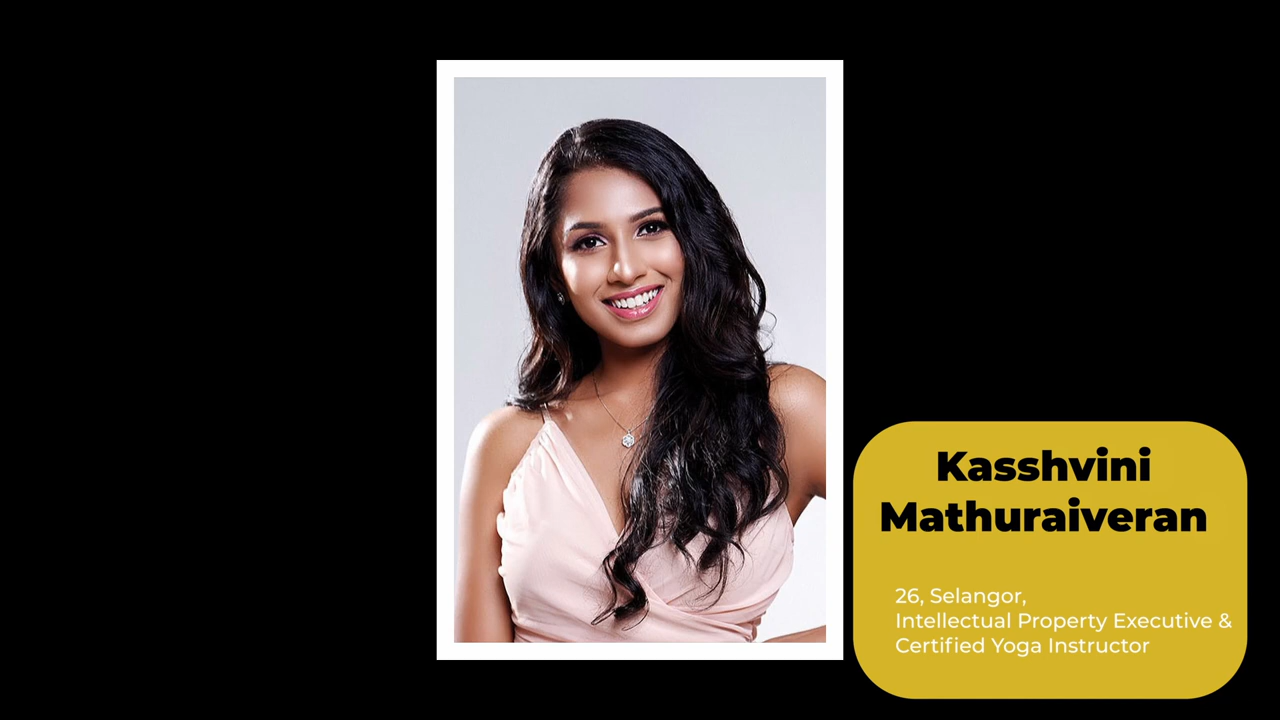 Kasshvini
Mathuraiveran
26, Selangor,
Intellectual Property Executive &
Certified Yoga Instructor